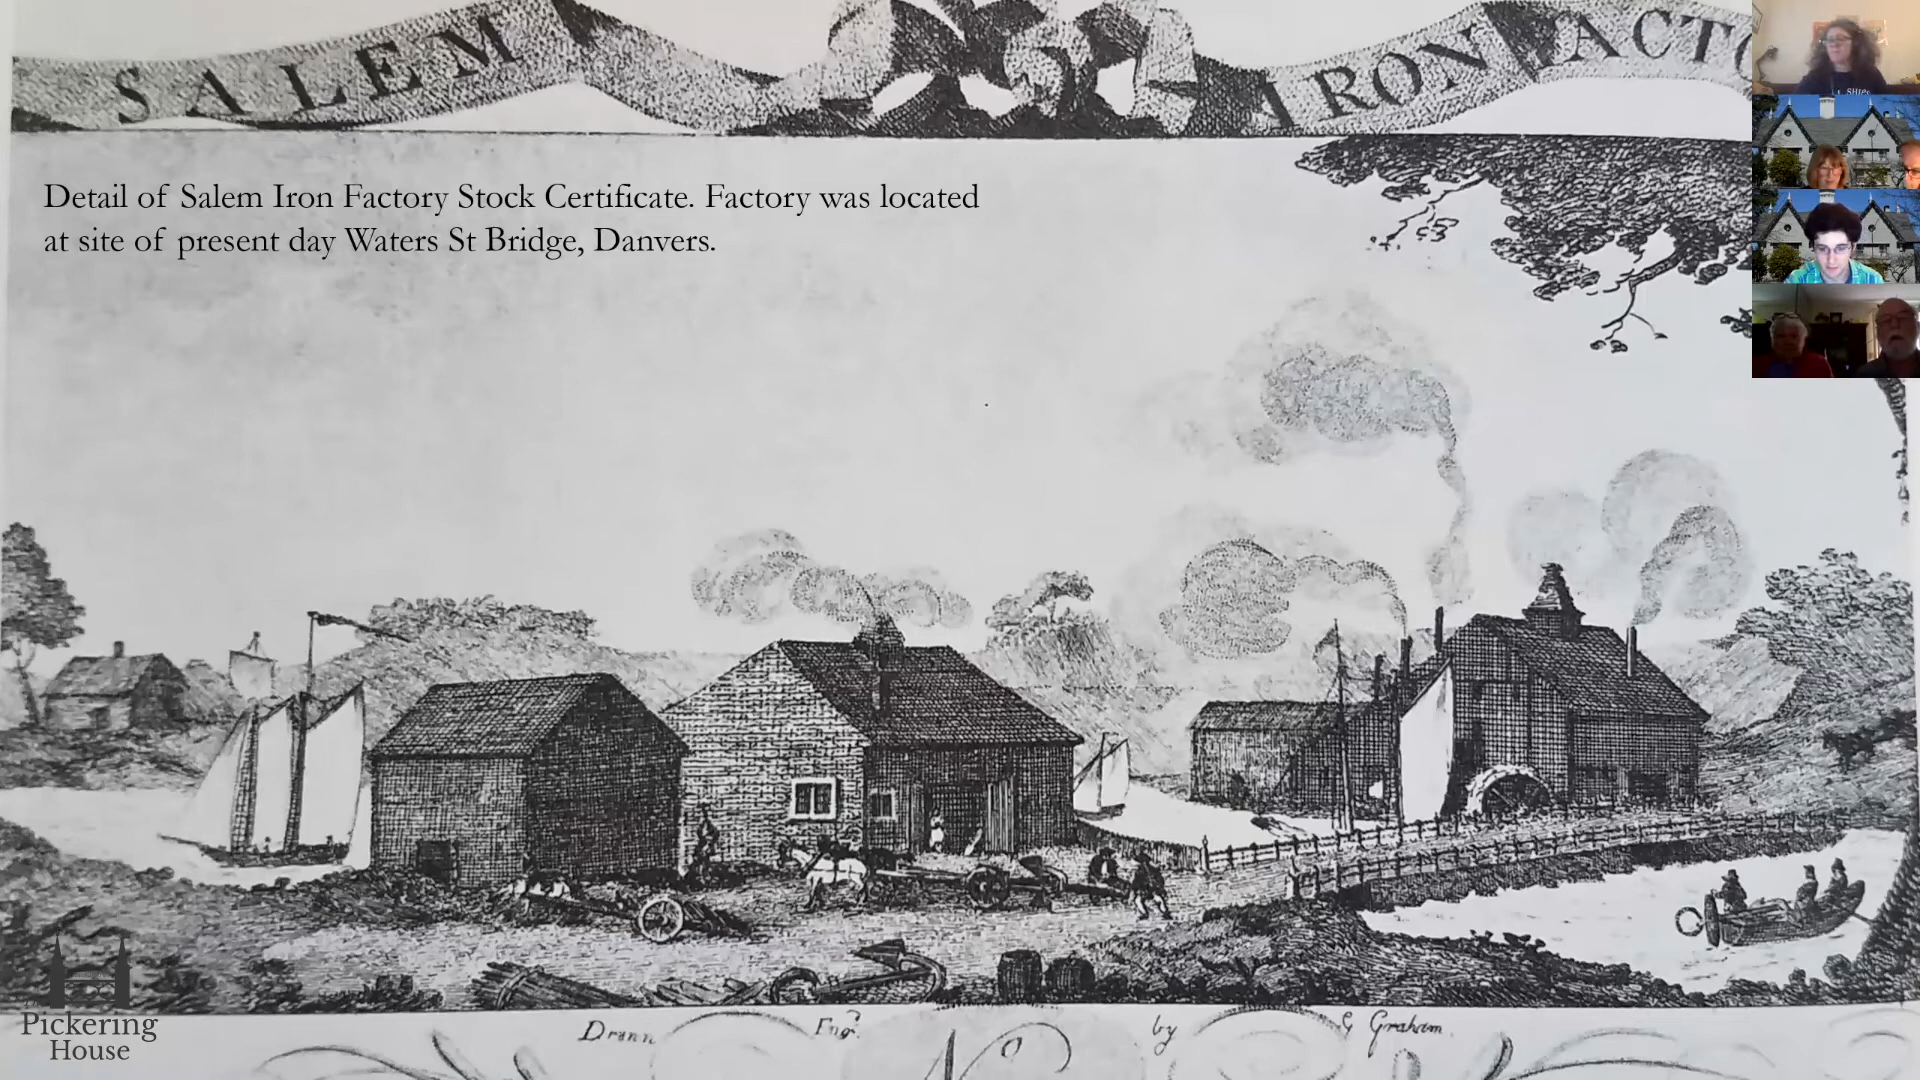 SALEM
IRON FACTO
Detail of Salem Iron Factory Stock Certificate. Factory was located
at site of present day Waters St Bridge, Danvers.
Pickering
House
Drawn Engd. by G Graham
No